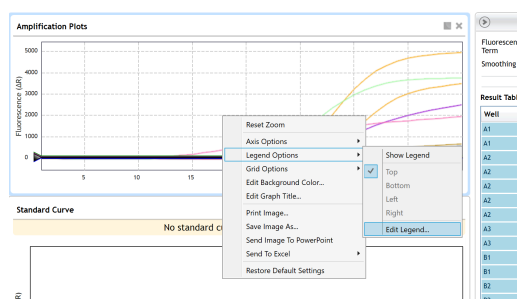 Amplification Plots
5000
4000
3000
2000
1000
0
Fluorescence (ΔR)
5
10
15
Reset Zoom
Axis Options
Legend Options
Grid Options
Edit Background Color...
Edit Graph Title...
Print Image...
Save Image As...
Send Image To PowerPoint
Send To Excel
Restore Default Settings
Show Legend
Top
Bottom
Left
Right
Edit Legend...
Standard Curve
No standard cu
R)
Fluorescen
Term
Smoothing
Result Tabl
Well
A1
A1
A2
A2
A2
A2
A3
A3
B1
B1
B2